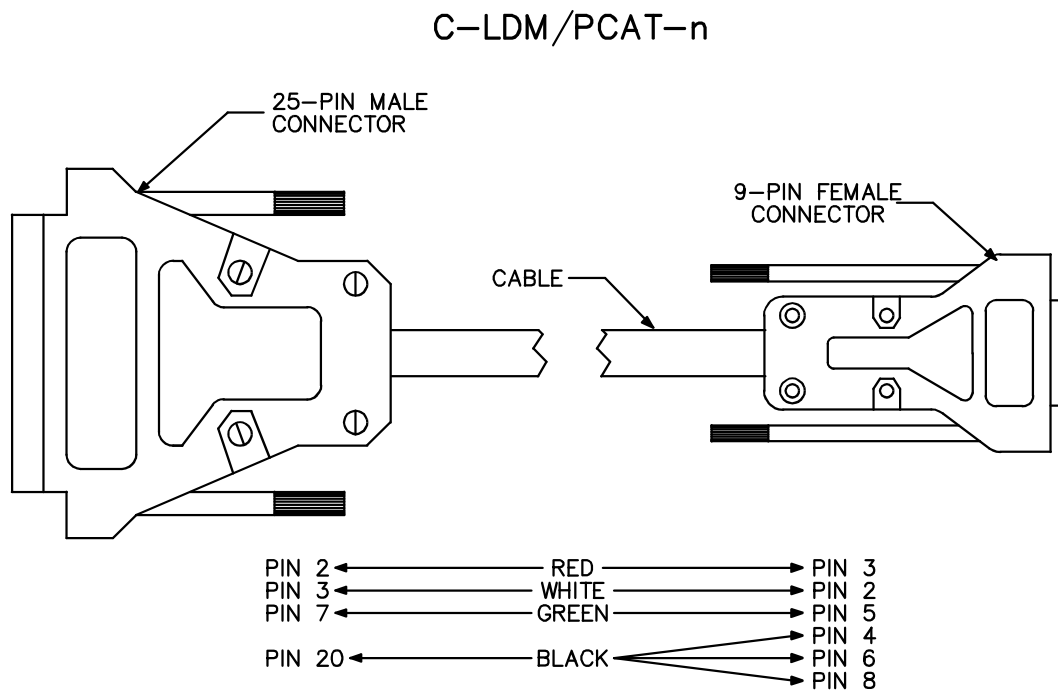 C-LDM/PCAT-n
25-PIN MALE
CONNECTOR
9-PIN FEMALE
CONNECTOR
CABLE
PIN 2 RED PIN 3
PIN 3 WHITE PIN 2
PIN 7 GREEN PIN 5
PIN 4
PIN 20 BLACK PIN 6
PIN 8